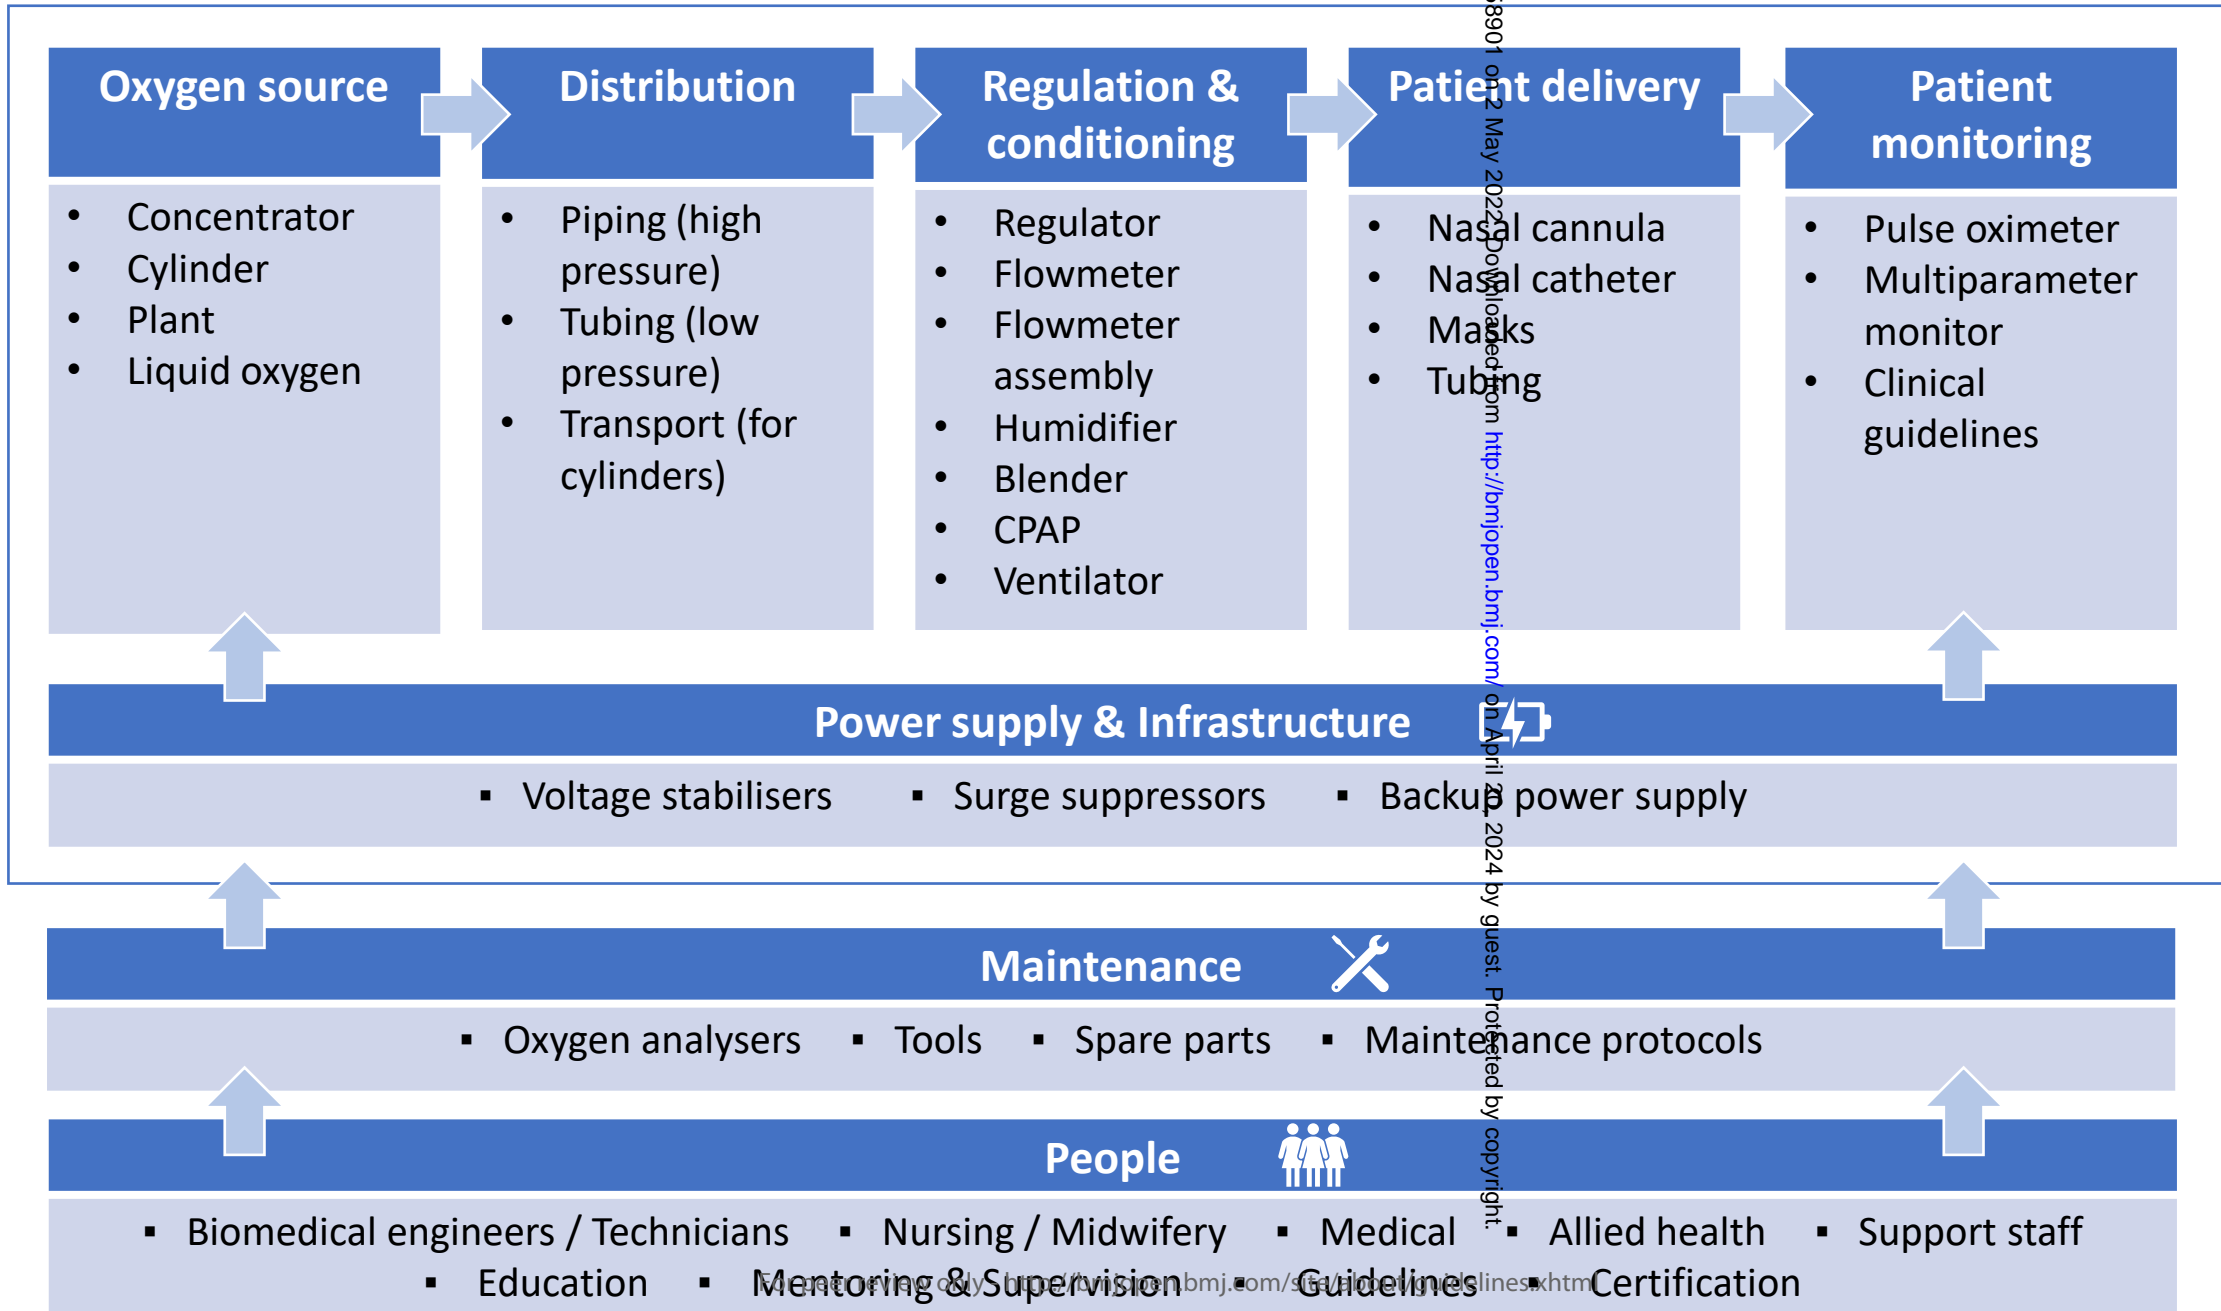 Oxygen source
• Concentrator
• Cylinder
• Plant
• Liquid oxygen
Distribution
• Piping (high
pressure)
• Tubing (low
pressure)
• Transport (for
cylinders)
Regulation &
conditioning
• Regulator
• Flowmeter
• Flowmeter
assembly
• Humidifier
• Blender
• CPAP
• Ventilator
Patient delivery
• Nasal cannula
• Nasal catheter
• Masks
• Tubing
Patient
monitoring
• Pulse oximeter
• Multiparameter
monitor
• Clinical
guidelines
Power supply & Infrastructure
▪ Voltage stabilisers ▪ Surge suppressors ▪ Backup power supply
Maintenance
▪ Oxygen analysers ▪ Tools ▪ Spare parts ▪ Maintenance protocols
People
▪ Biomedical engineers / Technicians ▪ Nursing / Midwifery ▪ Medical ▪ Allied health ▪ Support staff
▪ Education ▪ Mentoring & Supervision ▪ Guidelines ▪ Certification
For peer review only - http://bmjopen.bmj.com/site/about/guidelines.xhtml
on 2 May 2022. Downloaded from http://bmjopen.bmj.com/ on April 2024 by guest. Protected by copyright.